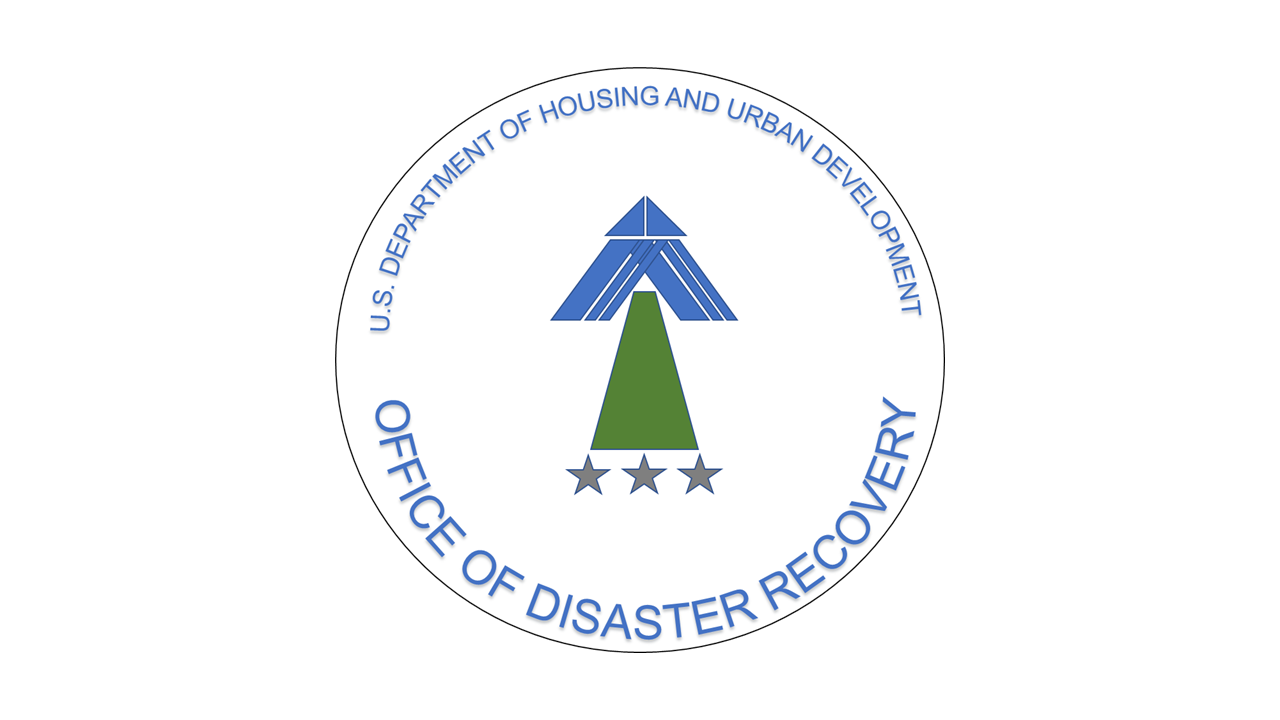 U.S. DEPARTMENT OF HOUSING AND URBAN DEVELOPMENT
OFFICE OF DISASTER RECOVERY